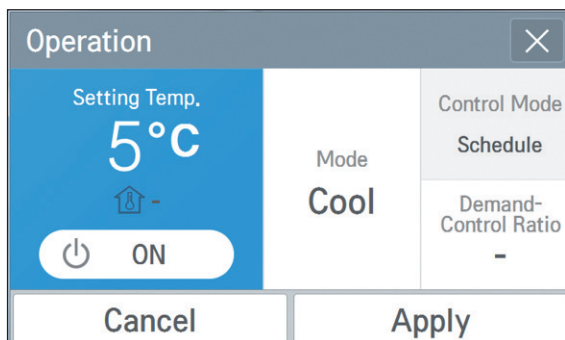 Operation
Setting Temp.
5°C
-
ON
Mode
Cool
Control Mode
Schedule
Demand-
Control Ratio
-
Cancel
Apply